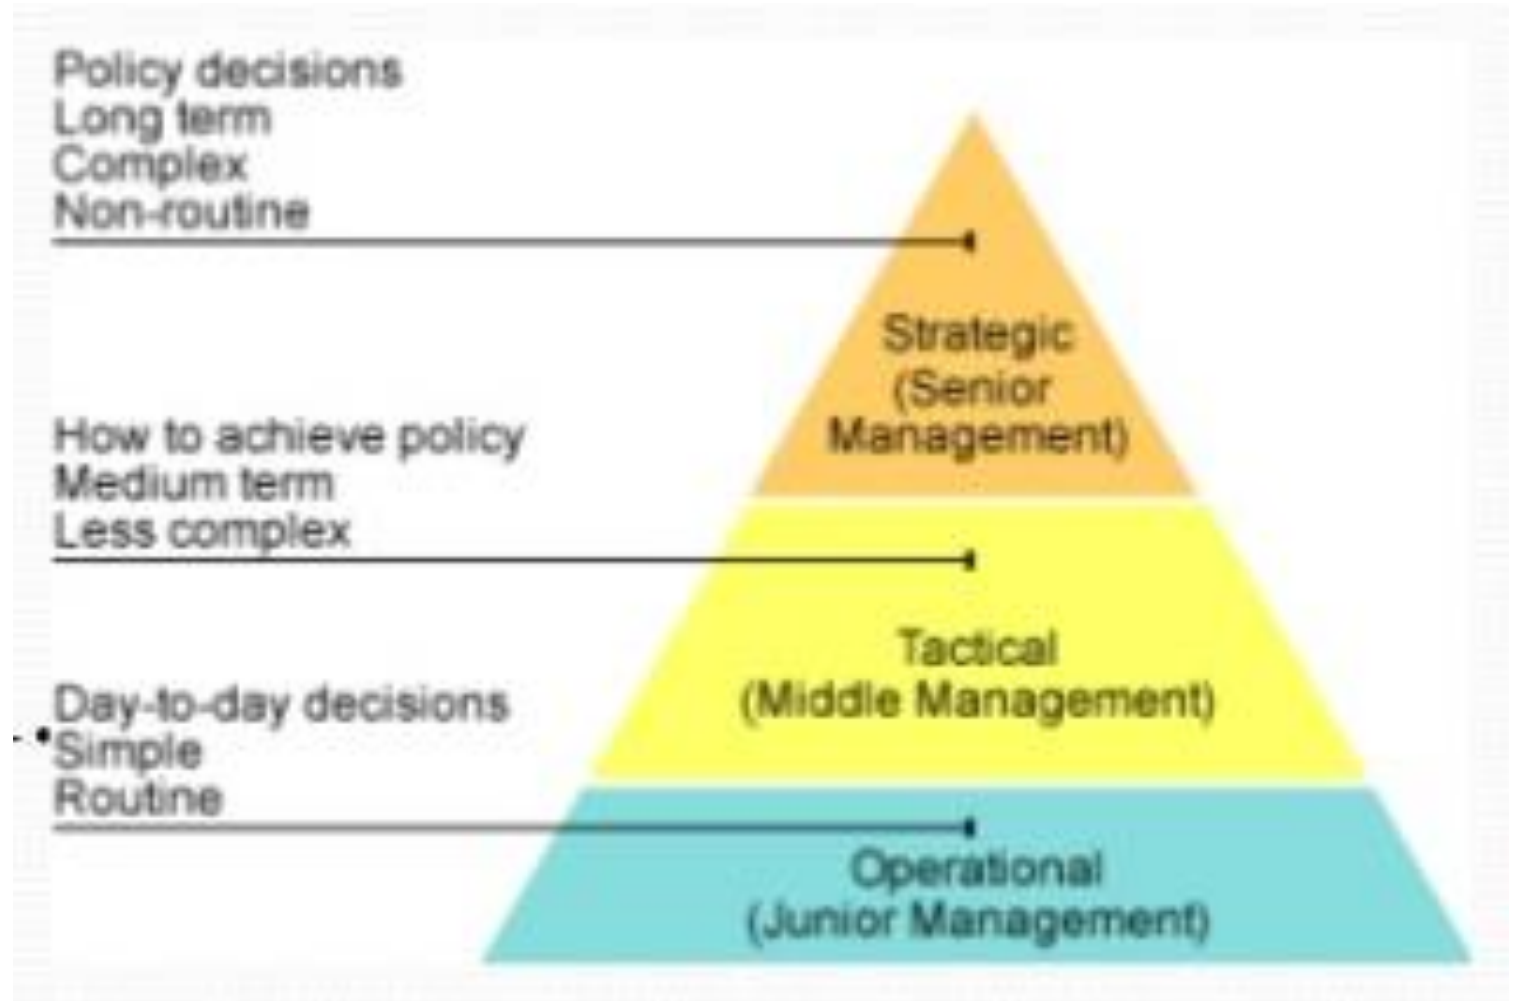 Policy decisions
Long term
Complex
Non-routine
Strategic
(Senior
Management)
How to achieve policy
Medium term
Less complex
Tactical
(Middle Management)
Day-to-day decisions
Simple
Routine
Operational
(Junior Management)